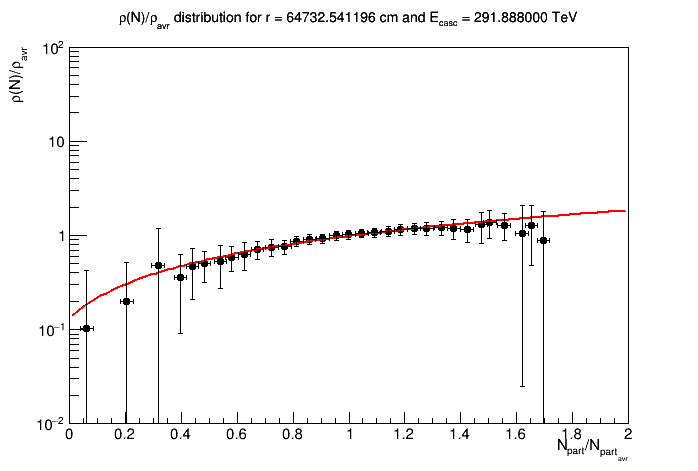 ρ(N)/ρavr distribution for r = 64732.541196 cm and Ecasc = 291.888000 TeV
ρ(N)/ρavr
10²
10
1
10⁻¹
10⁻²
0 0.2 0.4 0.6 0.8 1 1.2 1.4 1.6 1.8 2
Npart/Npartavr